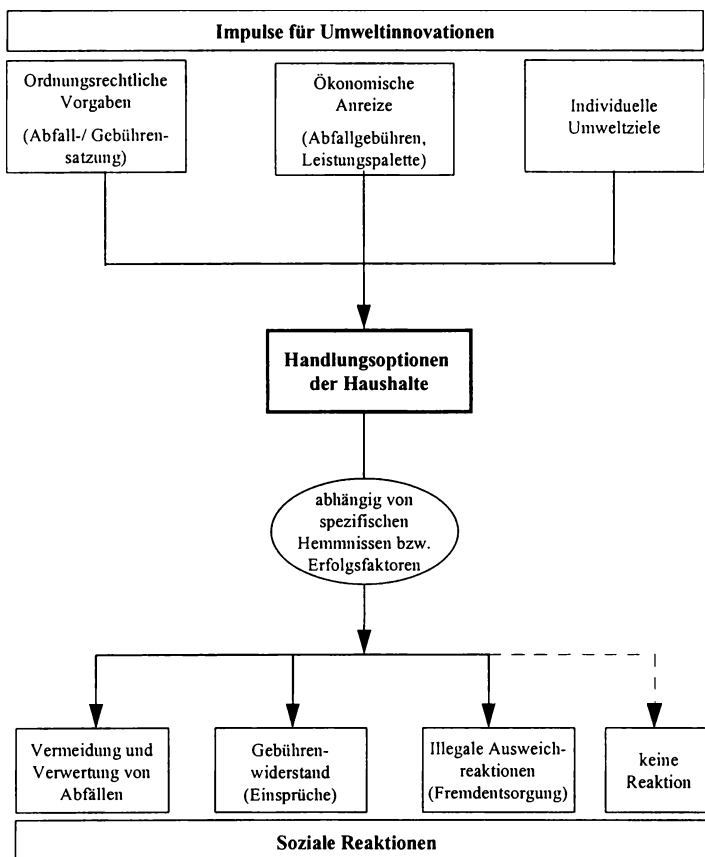 Impulse für Umweltinnovationen
Ordnungsrechtliche
Vorgaben
(Abfall-/ Gebühren-
satzung)
Ökonomische
Anreize
(Abfallgebühren,
Leistungspalette)
Individuelle
Umweltziele
Handlungsoptionen
der Haushalte
abhängig von
spezifischen
Hemmnissen bzw.
Erfolgsfaktoren
Vermeidung und
Verwertung von
Abfällen
Gebühren-
widerstand
(Einsprüche)
Illegale Ausweich-
reaktionen
(Fremdentsorgung)
keine
Reaktion
Soziale Reaktionen